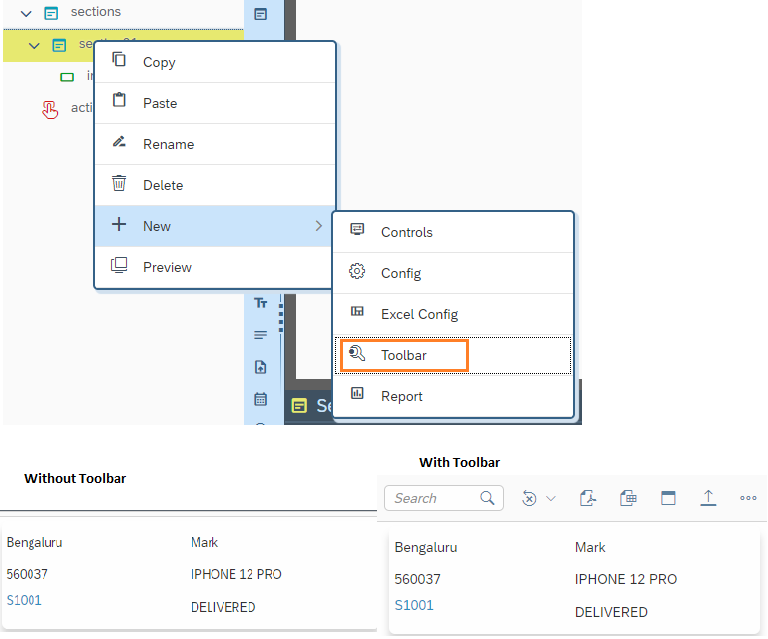 sections
Copy
Paste
Rename
Delete
New
Preview
Controls
Config
Excel Config
Toolbar
Report
Without Toolbar
Bengaluru Mark
560037 IPHONE 12 PRO
S1001
DELIVERED
With Toolbar
Search
Bengaluru Mark
560037 IPHONE 12 PRO
S1001
DELIVERED